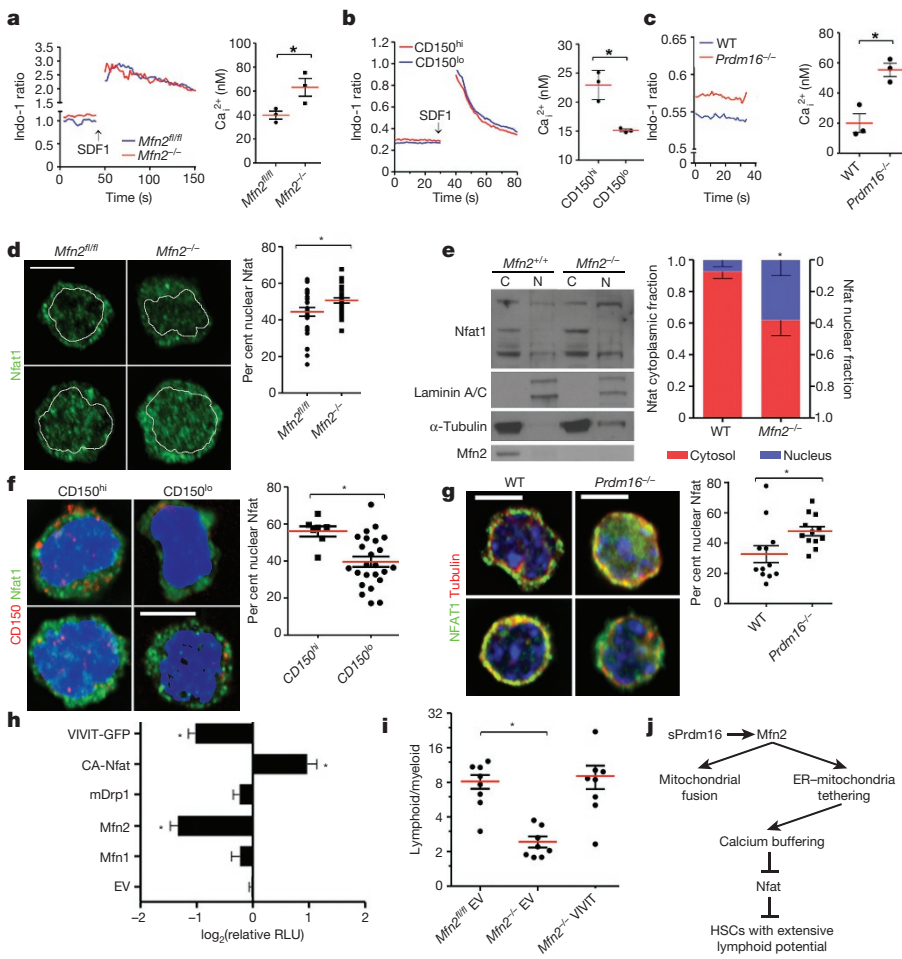 a
Indo-1 ratio
3.5
3.0
2.5
2.0
1.5
1.0
0.5
0
SDF1
Mfn2fl/fl
Mfn2–/–
0
50
100
150
Time (s)
Cai2+ (nM)
80
60
40
20
0
*
Mfn2fl/fl
Mfn2–/–
b
Indo-1 ratio
1.2
1.0
0.8
0.6
0.4
0.2
0
CD150hi
CD150lo
SDF1
0
20
40
60
80
Time (s)
Cai2+ (nM)
30
25
20
15
10
*
CD150hi
CD150lo
c
Indo-1 ratio
0.65
0.60
0.55
0.50
0
WT
Prdm16–/–
0
10
20
30
40
Time (s)
Cai2+ (nM)
80
60
40
20
0
*
WT
Prdm16–/–
d
Mfn2fl/fl
Mfn2–/–
Nfat1
Per cent nuclear Nfat
80
60
40
20
0
*
Mfn2fl/fl
Mfn2–/–
e
Mfn2+/+
Mfn2–/–
C
N
C
N
Nfat1
Laminin A/C
α-Tubulin
Mfn2
Nfat cytoplasmic fraction
1.0
0.8
0.6
0.4
0.2
0
*
0
0.2
0.4
0.6
0.8
1.0
Nfat nuclear fraction
WT
Mfn2–/–
Cytosol
Nucleus
f
CD150hi
CD150lo
CD150 Nfat1
Per cent nuclear Nfat
80
60
40
20
0
*
CD150hi
CD150lo
g
WT
Prdm16–/–
NFAT1 Tubulin
Per cent nuclear Nfat
80
60
40
20
0
*
WT
Prdm16–/–
h
VIVIT-GFP
CA-Nfat
mDrp1
Mfn2
Mfn1
EV
*
*
*
–2
–1
0
1
2
log2(relative RLU)
i
Lymphoid/myeloid
32
16
8
4
2
1
0
*
Mfn2fl/fl EV
Mfn2–/– EV
Mfn2–/– VIVIT
j
sPrdm16
Mfn2
Mitochondrial
fusion
ER–mitochondria
tethering
Calcium buffering
Nfat
HSCs with extensive
lymphoid potential